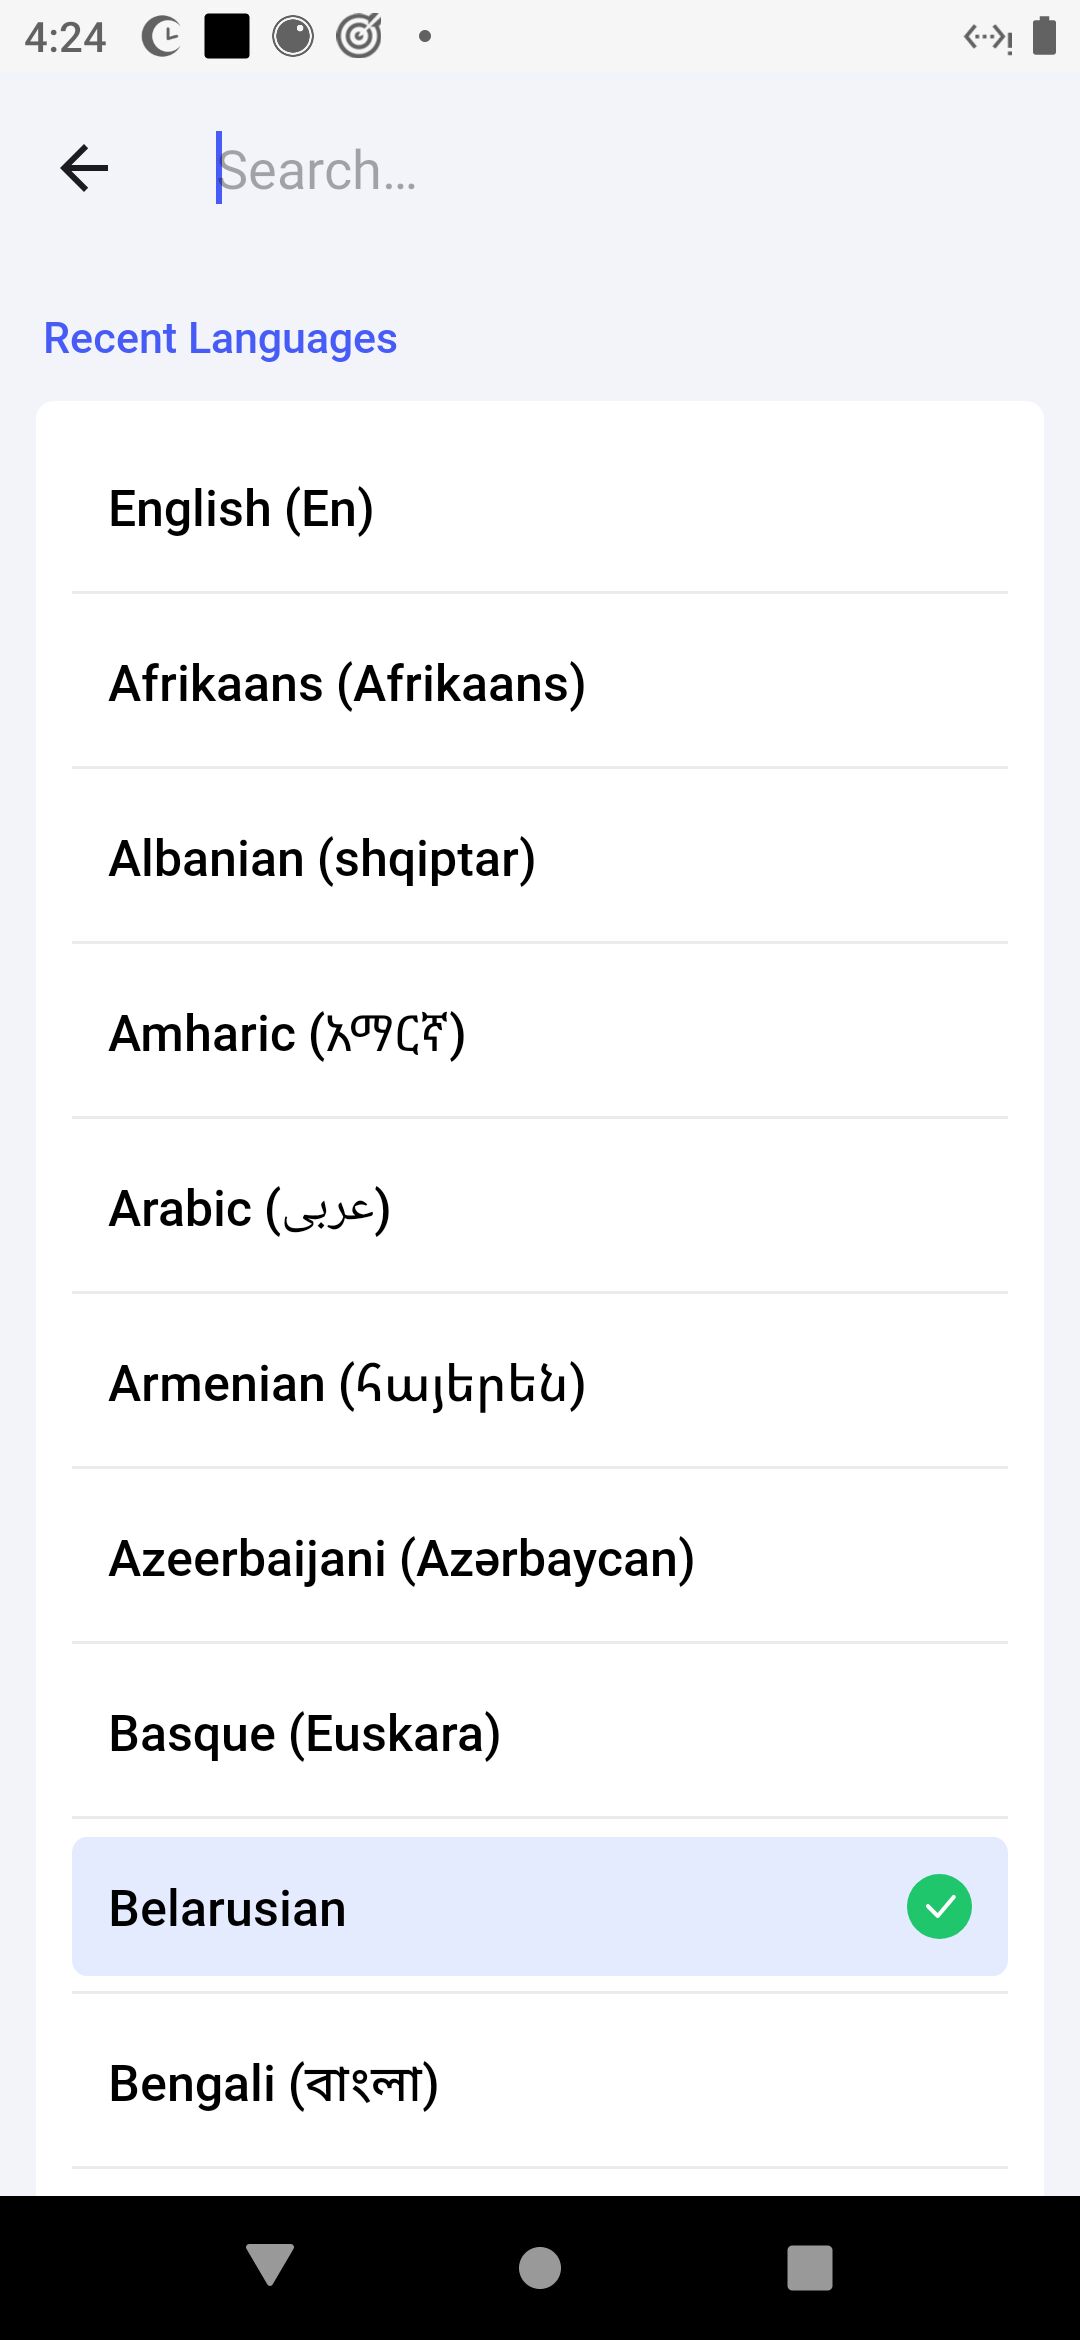 4:24
Search...
Recent Languages
English (En)
Afrikaans (Afrikaans)
Albanian (shqiptar)
Amharic (አማርኛ)
Arabic (عربى)
Armenian (հայերեն)
Azeerbaijani (Azərbaycan)
Basque (Euskara)
Belarusian
Bengali (বাংলা)